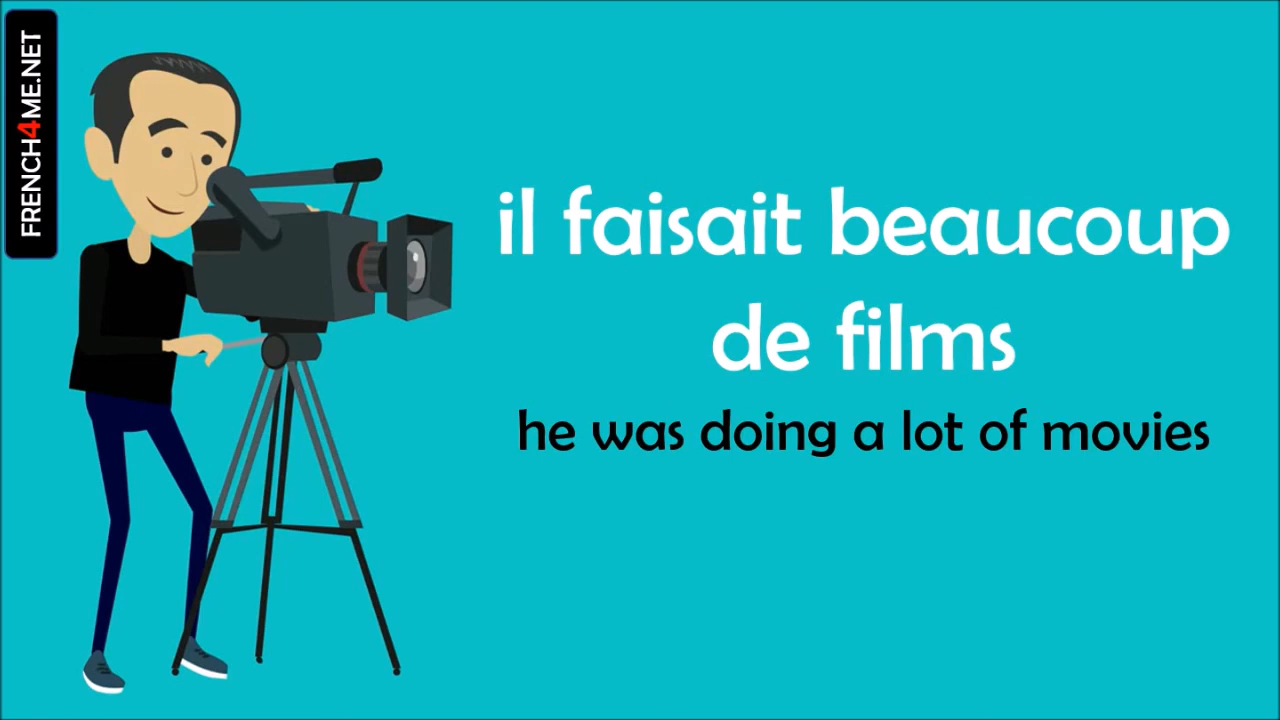 FRENCH4ME.NET
il faisait beaucoup
de films
he was doing a lot of movies